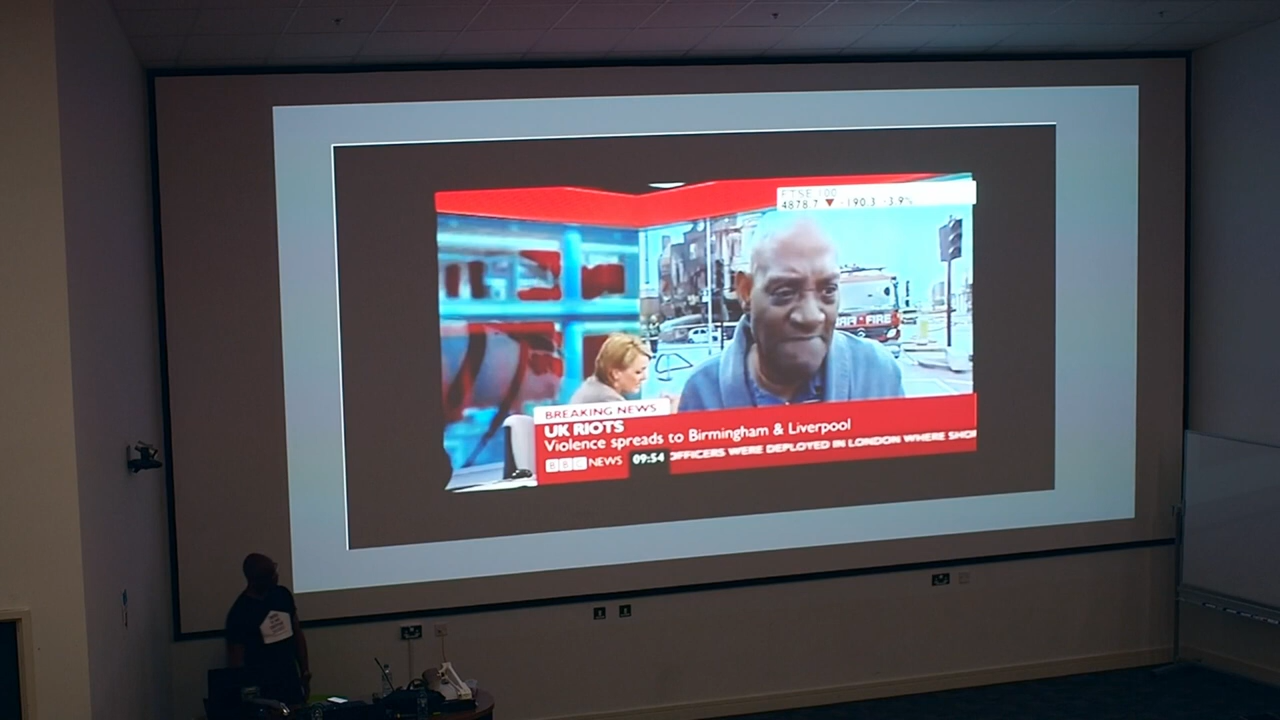 FTSE 100
4878.7 ▼ -190.3 -3.9%
FIRE
BREAKING NEWS
UK RIOTS
Violence spreads to Birmingham & Liverpool
BBC NEWS 09:54 OFFICERS WERE DEPLOYED IN LONDON WHERE SHOP